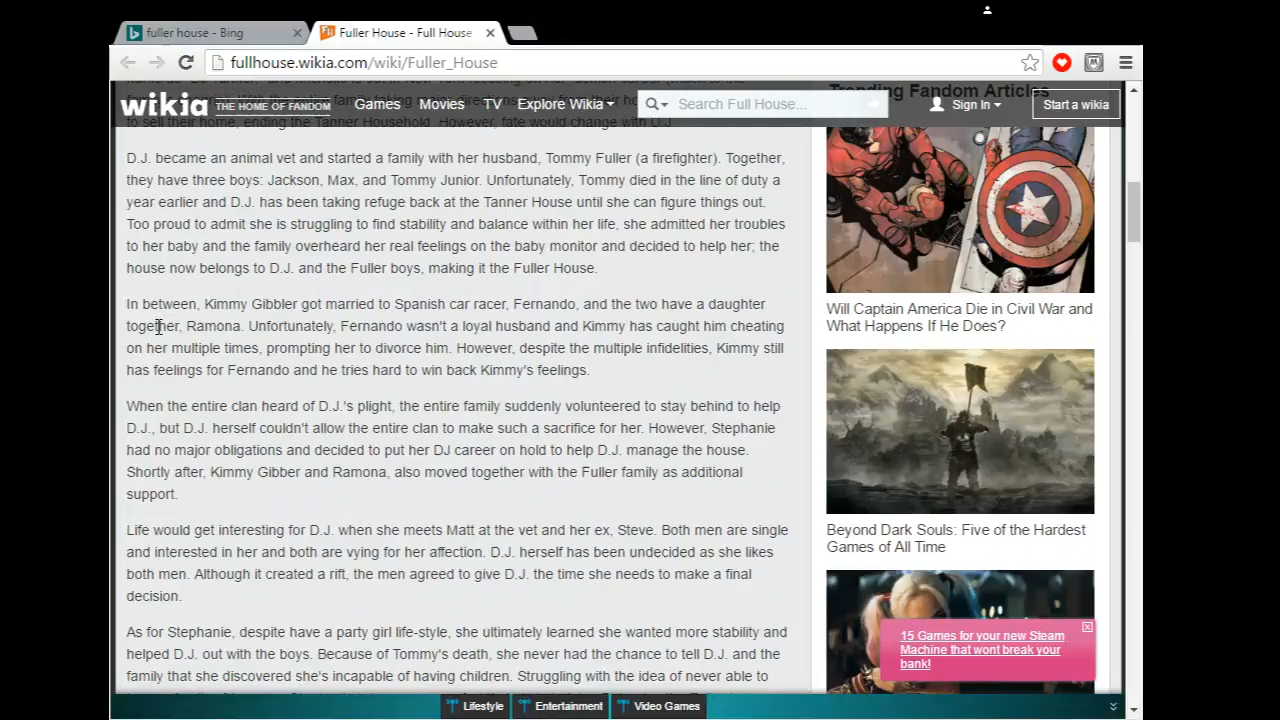 fuller house - Bing
Fuller House - Full House
fullhouse.wikia.com/wiki/Fuller_House
Trending Fandom Articles
wikia THE HOME OF FANDOM Games Movies TV Explore Wikia Search Full House... Sign In Start a wikia
to sell their home, ending the Tanner Household. However, fate would change with D.J.
D.J. became an animal vet and started a family with her husband, Tommy Fuller (a firefighter). Together,
they have three boys: Jackson, Max, and Tommy Junior. Unfortunately, Tommy died in the line of duty a
year earlier and D.J. has been taking refuge back at the Tanner House until she can figure things out.
Too proud to admit she is struggling to find stability and balance within her life, she admitted her troubles
to her baby and the family overheard her real feelings on the baby monitor and decided to help her; the
house now belongs to D.J. and the Fuller boys, making it the Fuller House.
In between, Kimmy Gibbler got married to Spanish car racer, Fernando, and the two have a daughter
together, Ramona. Unfortunately, Fernando wasn't a loyal husband and Kimmy has caught him cheating
on her multiple times, prompting her to divorce him. However, despite the multiple infidelities, Kimmy still
has feelings for Fernando and he tries hard to win back Kimmy's feelings.
When the entire clan heard of D.J.'s plight, the entire family suddenly volunteered to stay behind to help
D.J., but D.J. herself couldn't allow the entire clan to make such a sacrifice for her. However, Stephanie
had no major obligations and decided to put her DJ career on hold to help D.J. manage the house.
Shortly after, Kimmy Gibber and Ramona, also moved together with the Fuller family as additional
support.
Life would get interesting for D.J. when she meets Matt at the vet and her ex, Steve. Both men are single
and interested in her and both are vying for her affection. D.J. herself has been undecided as she likes
both men. Although it created a rift, the men agreed to give D.J. the time she needs to make a final
decision.
As for Stephanie, despite have a party girl life-style, she ultimately learned she wanted more stability and
helped D.J. out with the boys. Because of Tommy's death, she never had the chance to tell D.J. and the
family that she discovered she's incapable of having children. Struggling with the idea of never able to
Will Captain America Die in Civil War and
What Happens If He Does?
Beyond Dark Souls: Five of the Hardest
Games of All Time
15 Games for your new Steam
Machine that wont break your
bank!
Lifestyle Entertainment Video Games